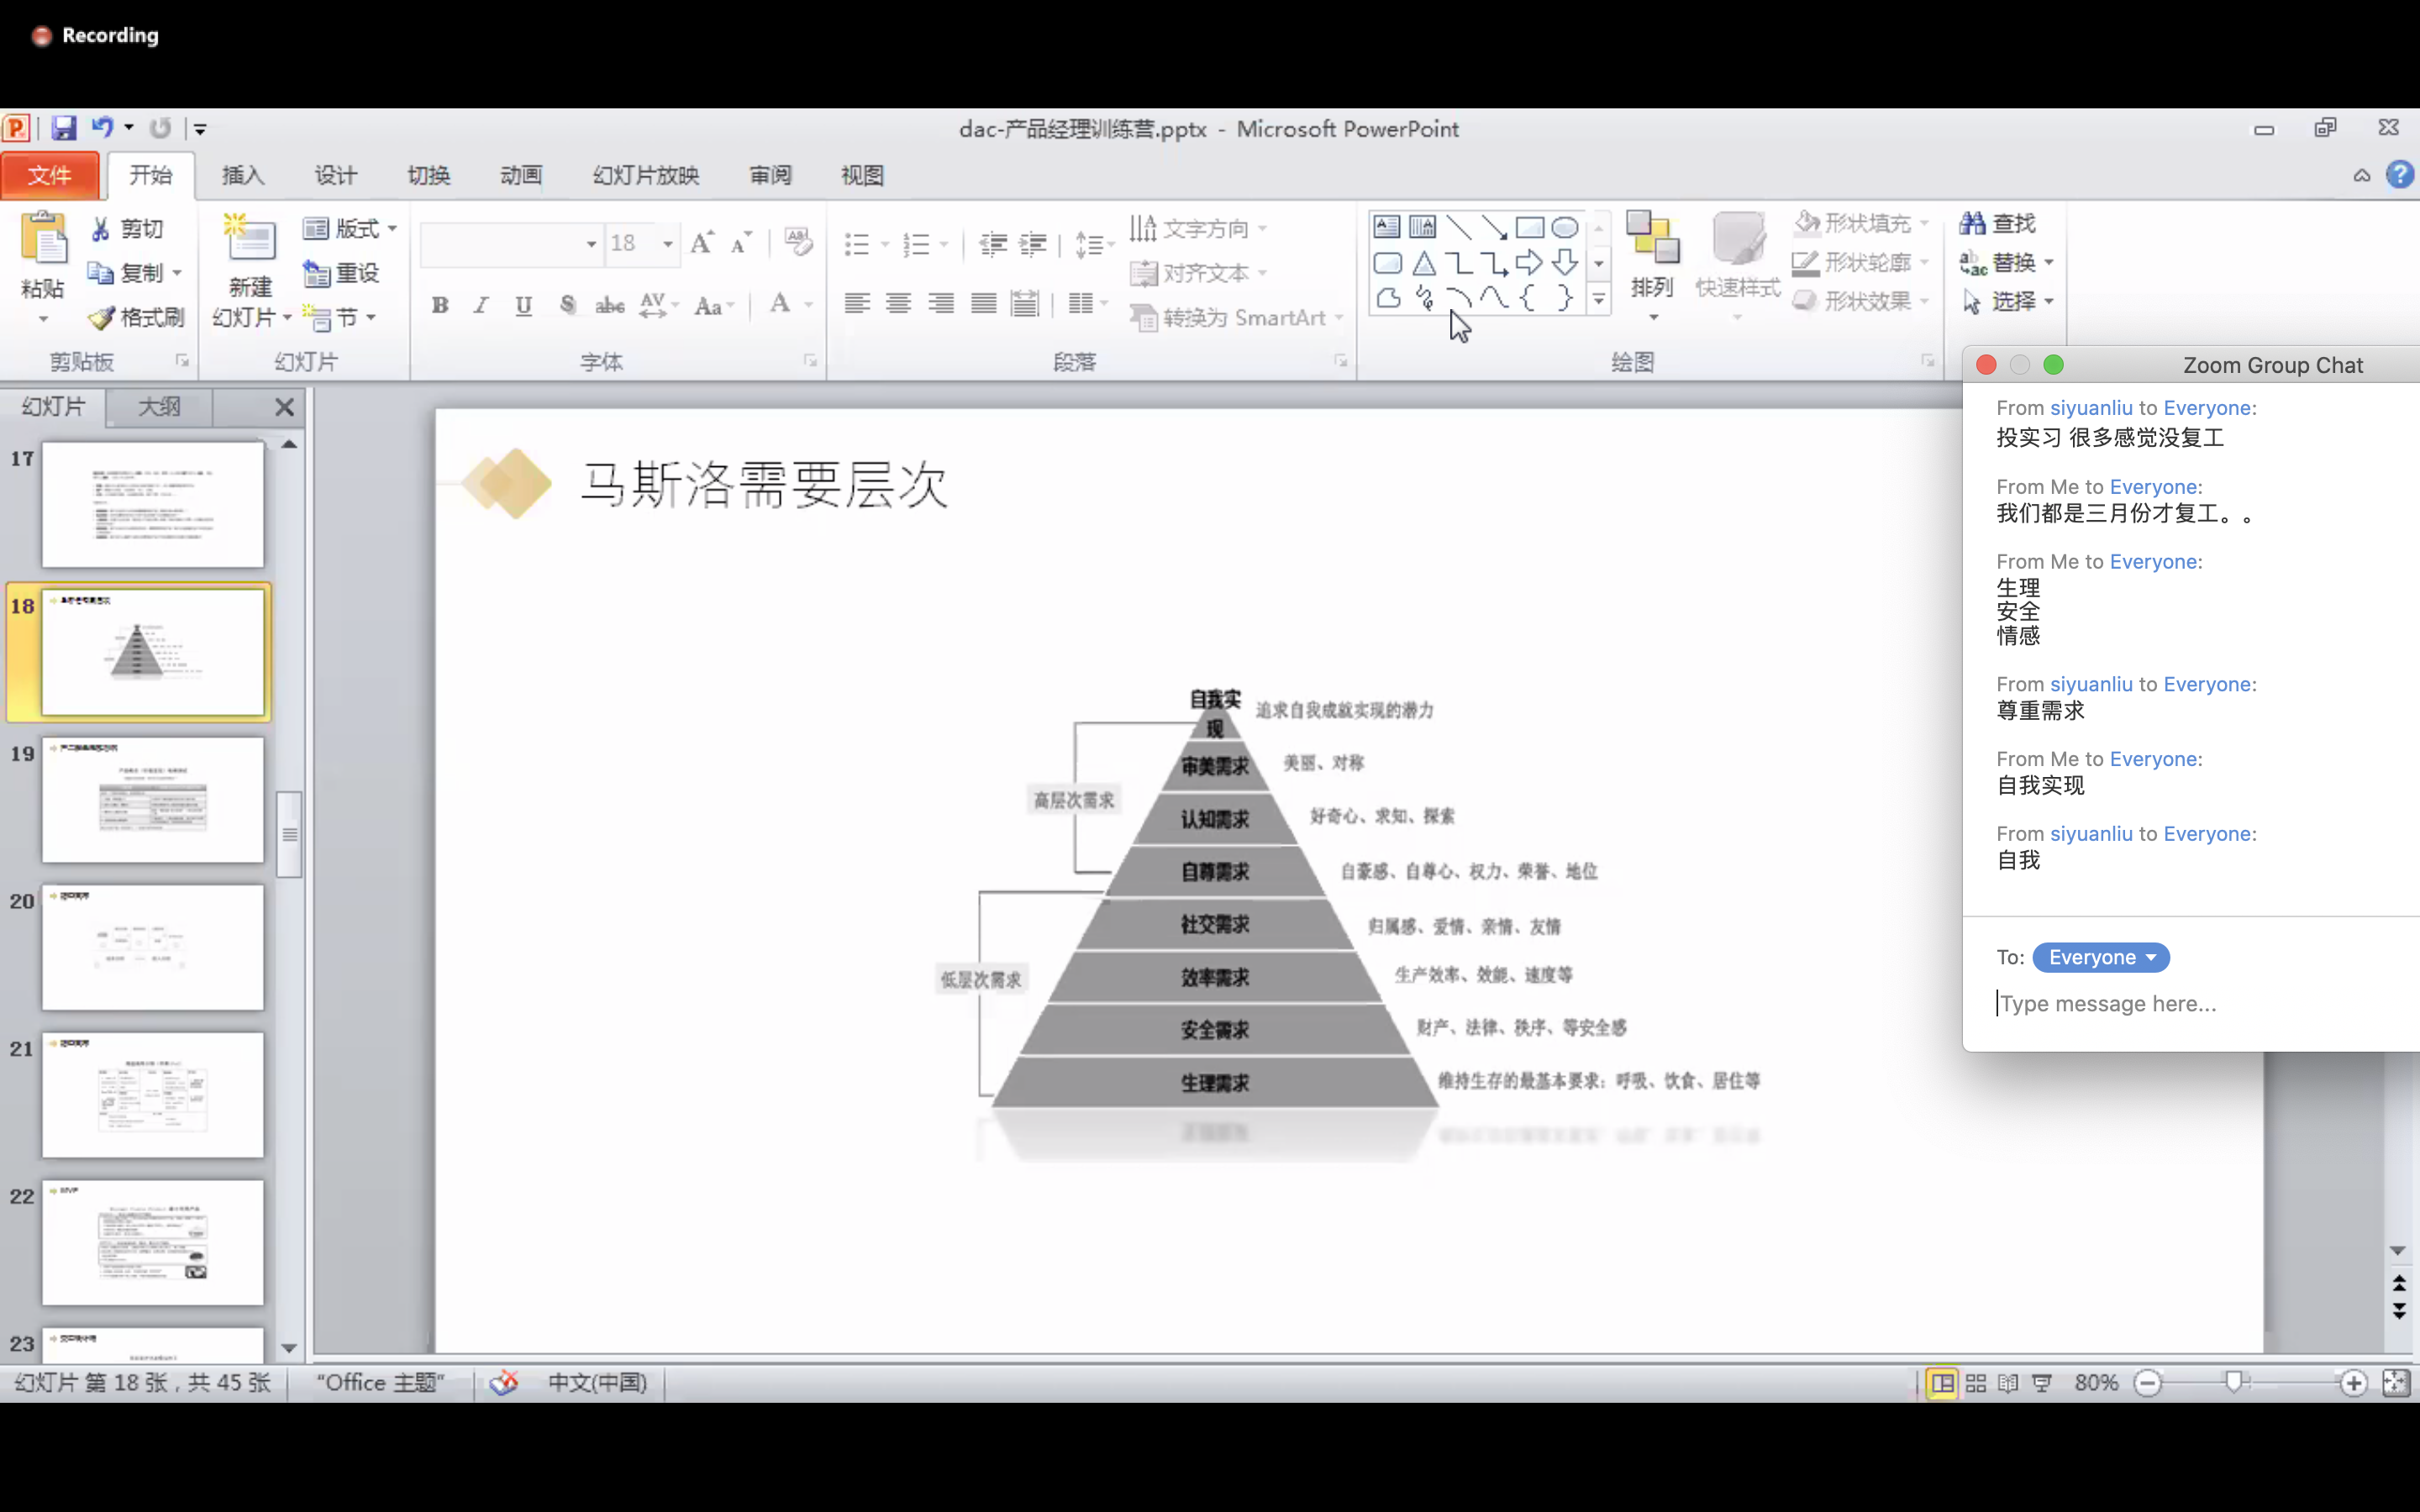 Recording
dac-产品经理训练营.pptx - Microsoft PowerPoint
文件 开始 插入 设计 切换 动画 幻灯片放映 审阅 视图
粘贴
剪切
复制
格式刷
剪贴板
新建
幻灯片
版式
重设
节
幻灯片
18
字体
文字方向
对齐文本
转换为 SmartArt
段落
排列
快速样式
形状填充
形状轮廓
形状效果
绘图
查找
替换
选择
幻灯片 大纲
17
18
19
20
21
22
23
马斯洛需要层次
自我实
现
追求自我成就实现的潜力
审美需求 美丽、对称
高层次需求
认知需求 好奇心、求知、探索
自尊需求 自豪感、自尊心、权力、荣誉、地位
社交需求 归属感、爱情、亲情、友情
低层次需求
效率需求 生产效率、效能、速度等
安全需求 财产、法律、秩序、等安全感
生理需求 维持生存的最基本要求：呼吸、饮食、居住等
Zoom Group Chat
From siyuanliu to Everyone:
投实习 很多感觉没复工
From Me to Everyone:
我们都是三月份才复工。。
From Me to Everyone:
生理
安全
情感
From siyuanliu to Everyone:
尊重需求
From Me to Everyone:
自我实现
From siyuanliu to Everyone:
自我
To: Everyone
Type message here...
幻灯片 第 18 张，共 45 张 “Office 主题” 中文(中国) 80%